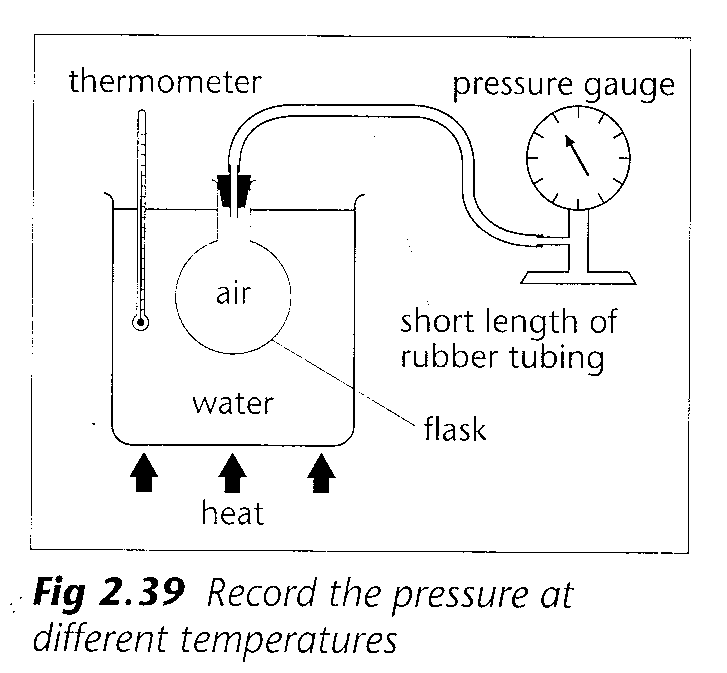 thermometer
pressure gauge
air
short length of
rubber tubing
water
flask
heat
Fig 2.39 Record the pressure at
different temperatures